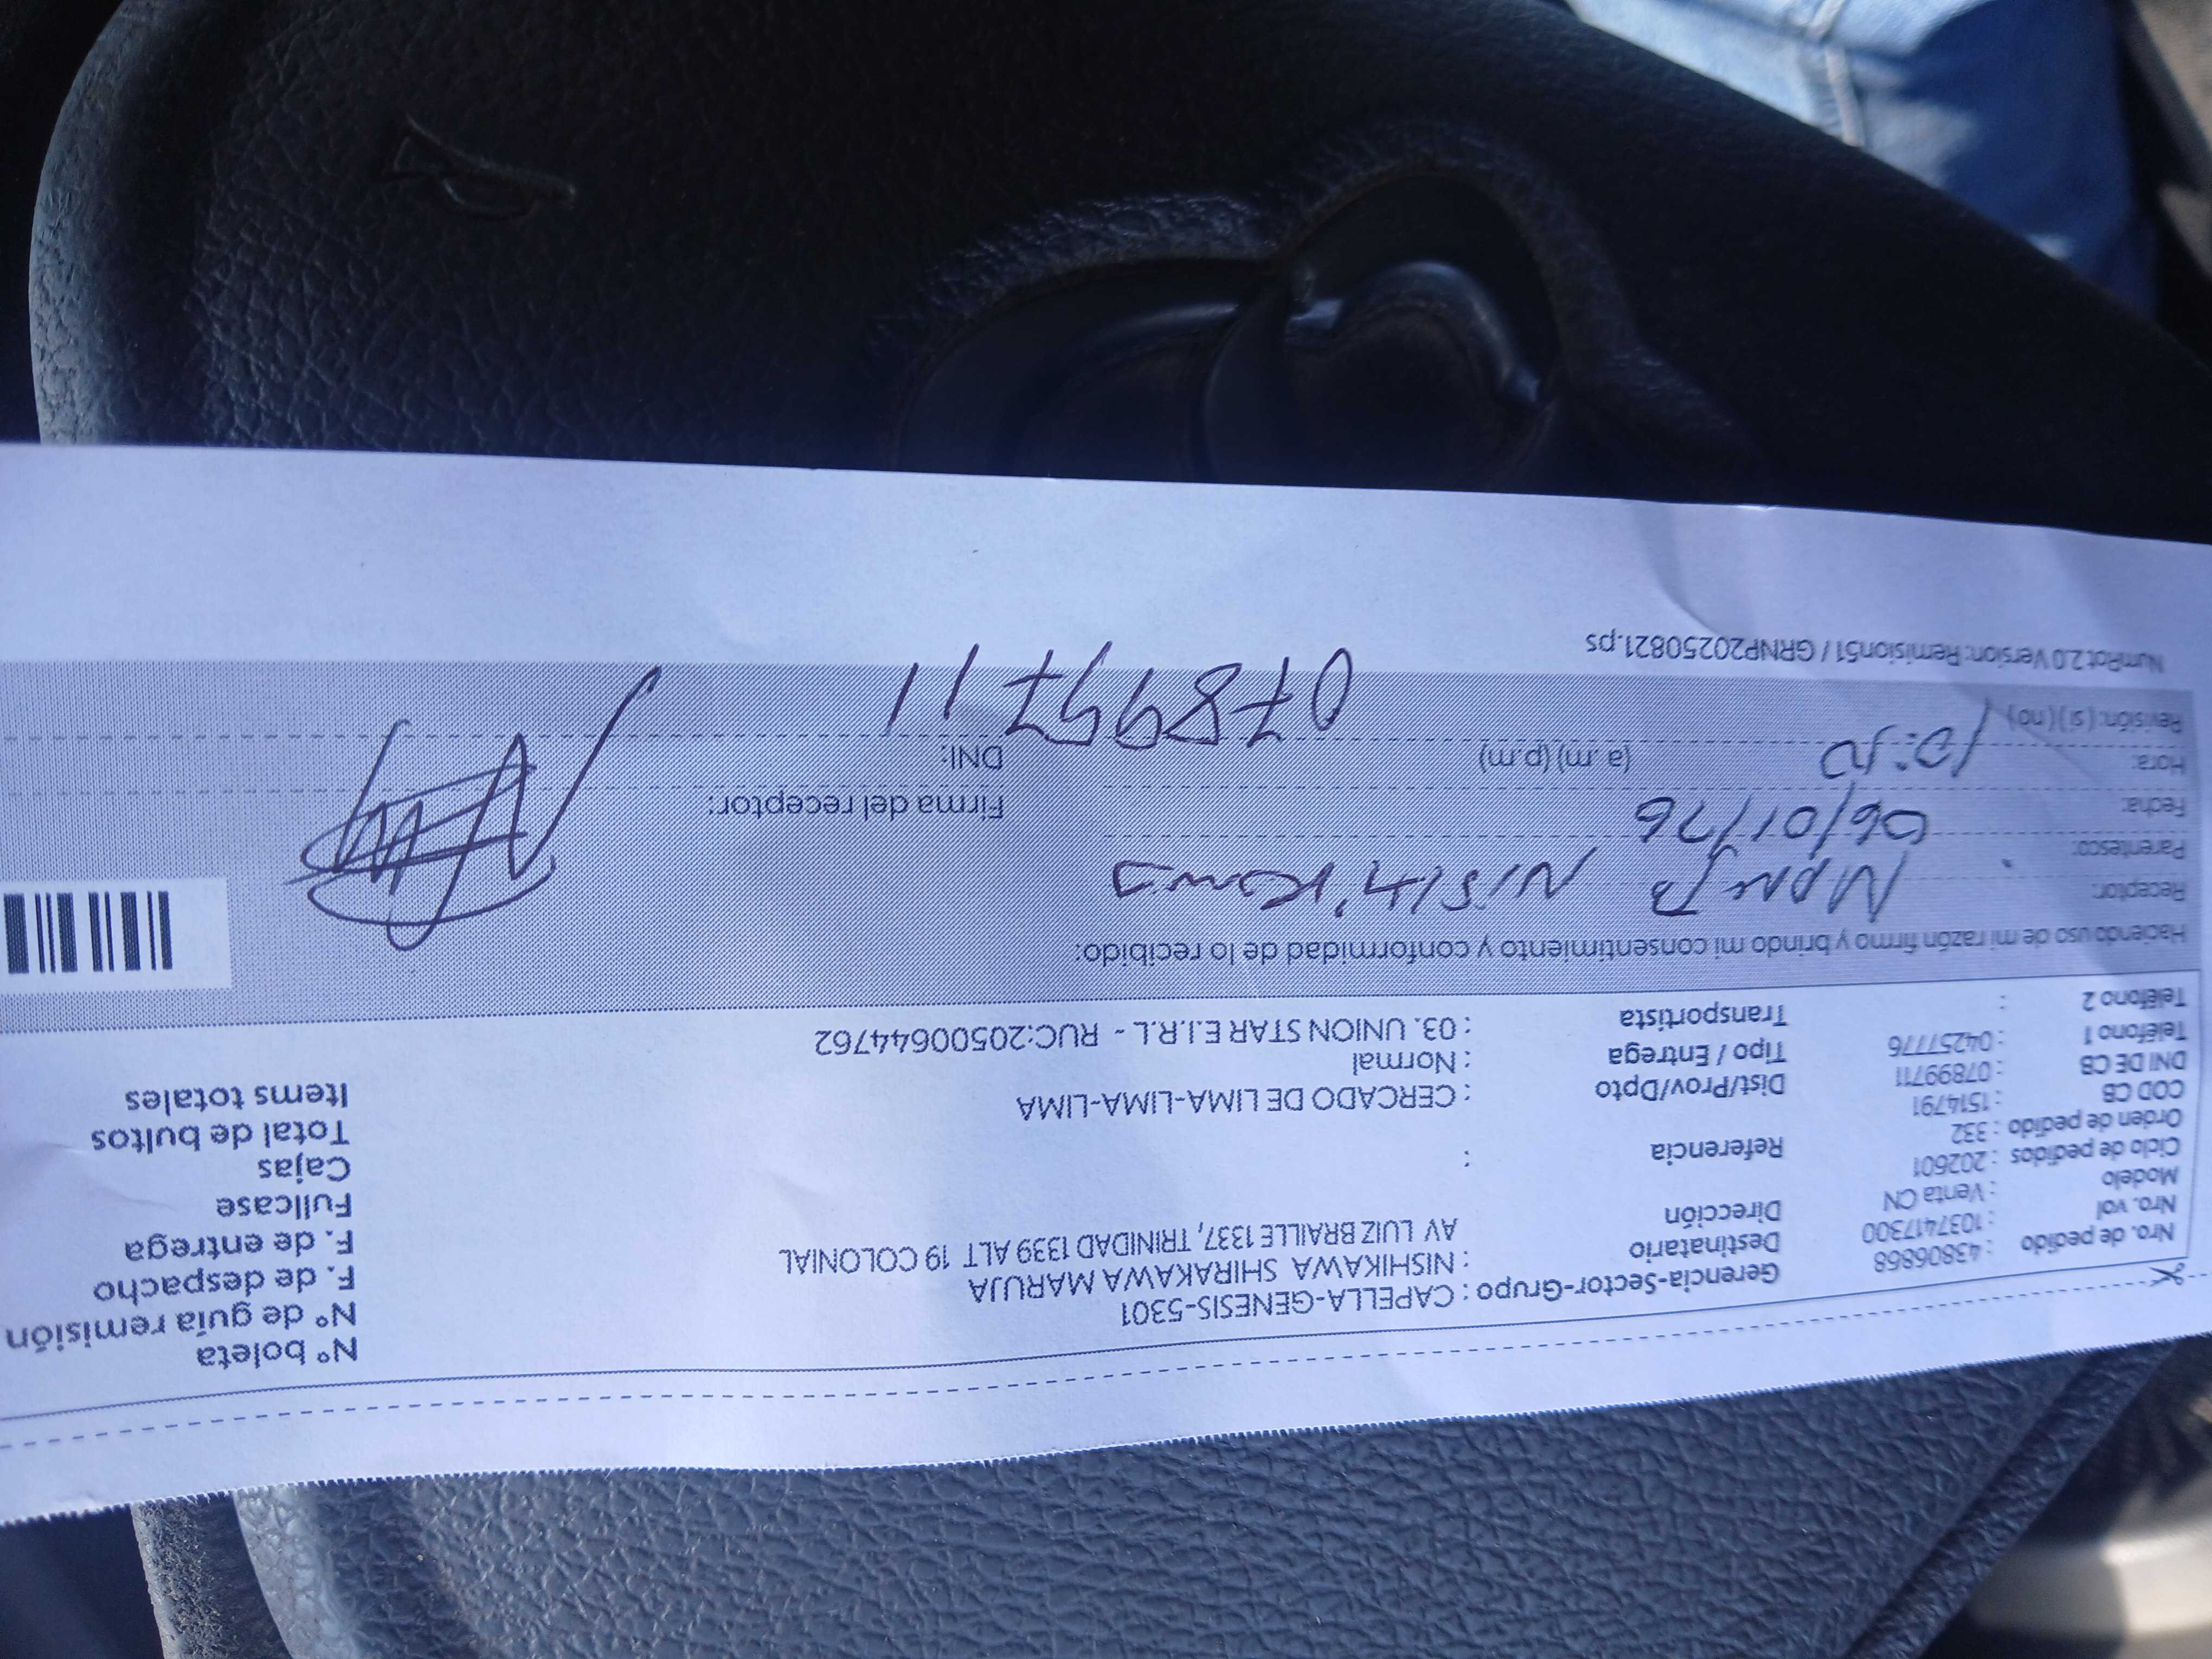 Nº boleta
Nº de guía remisión
F. de despacho
F. de entrega
Fullcase
Cajas
Total de bultos
Items totales
Nro. de pedido : 43806868
Nro. vol : 1037417300
Modelo : Venta CN
Ciclo de pedidos : 202601
Orden de pedido : 332
COD CB : 1514791
DNI DE CB : 07899711
Teléfono 1 : 04257776
Teléfono 2 :
Gerencia-Sector-Grupo : CAPELLA-GENESIS-5301
Destinatario : NISHIKAWA SHIRAKAWA MARUJA
Dirección AV LUIZ BRAILLE 1337, TRINIDAD 1339 ALT 19 COLONIAL
Referencia :
Dist/Prov/Dpto : CERCADO DE LIMA-LIMA-LIMA
Tipo / Entrega : Normal
Transportista : 03. UNION STAR E.I.R.L - RUC:20500644762
Haciendo uso de mi razón firmo y brindo mi consentimiento y conformidad de lo recibido:
Receptor:
Parentesco:
Fecha: 06/01/26
Hora: (a .m) (p.m)
Revisión: ( si ) ( no )
Firma del receptor:
DNI: 07899711
NumRot 2.0 Version: Remision51 / GRNP20250821.ps